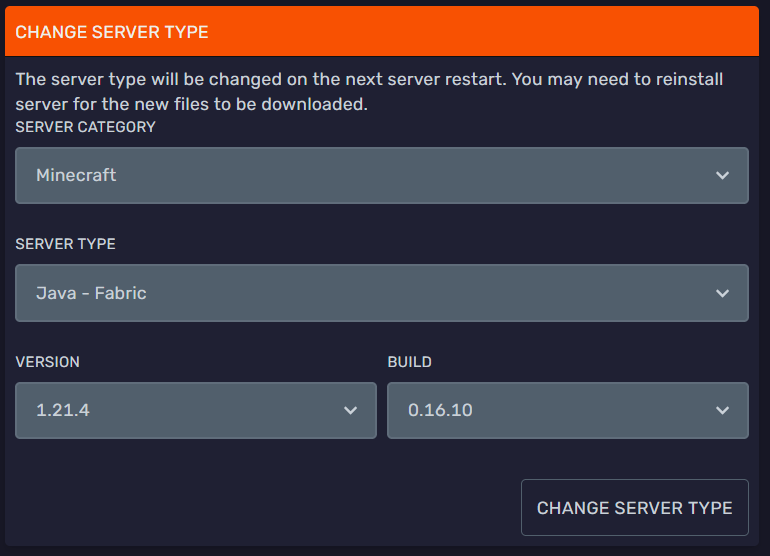 CHANGE SERVER TYPE
The server type will be changed on the next server restart. You may need to reinstall
server for the new files to be downloaded.
SERVER CATEGORY
Minecraft
SERVER TYPE
Java - Fabric
VERSION
BUILD
1.21.4
0.16.10
CHANGE SERVER TYPE